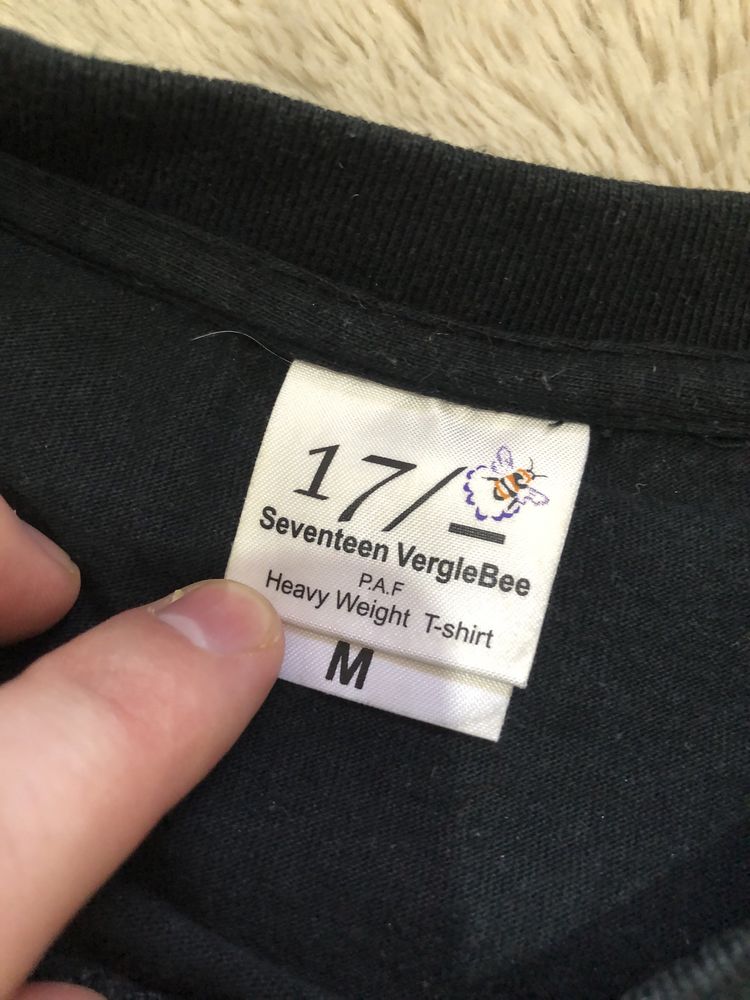 17/-
Seventeen VergleBee
P.A.F
Heavy Weight T-shirt
M